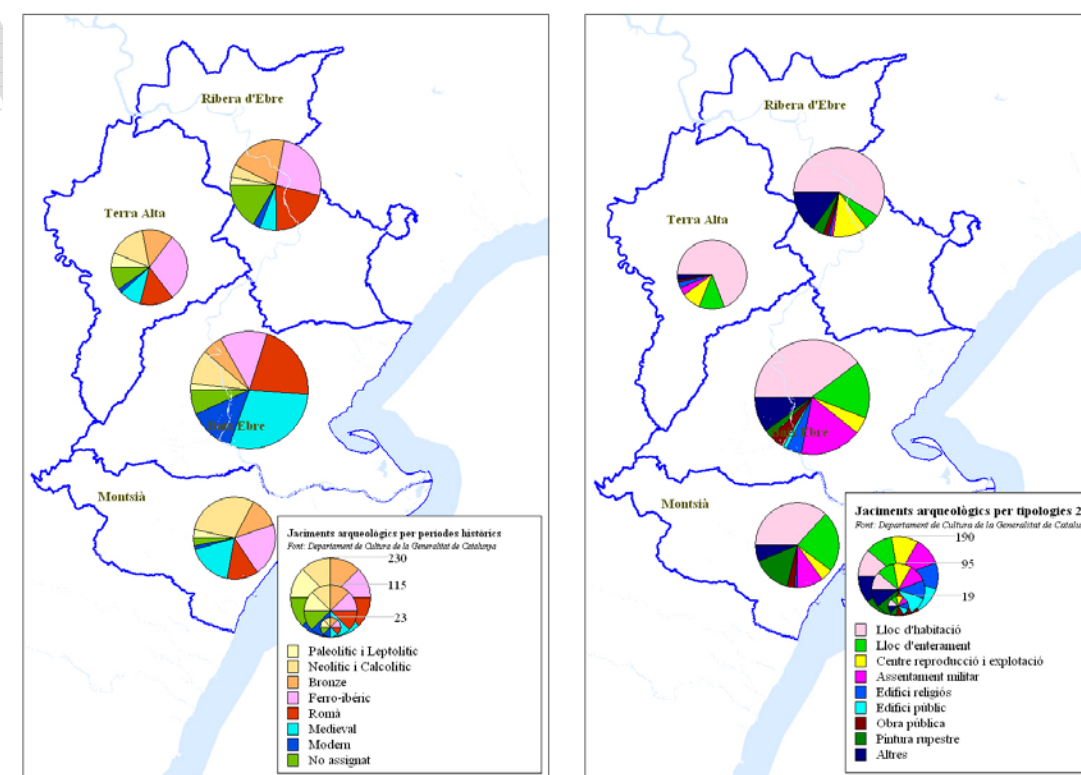 Ribera d'Ebre
Terra Alta
Ebre
Montsià
Jaciments arqueològics per períodes històrics
Font: Departament de Cultura de la Generalitat de Catalunya
230
115
23
Paleolític i Leptolític
Neolític i Calcolític
Bronze
Ferro-ibèric
Romà
Medieval
Modern
No assignat
Ribera d'Ebre
Terra Alta
Ebre
Montsià
Jaciments arqueològics per tipologies 2
Font: Departament de Cultura de la Generalitat de Catalu
190
95
19
Lloc d'habitació
Lloc d'enterament
Centre reproducció i explotació
Assentament militar
Edifici religiós
Edifici públic
Obra pública
Pintura rupestre
Altres